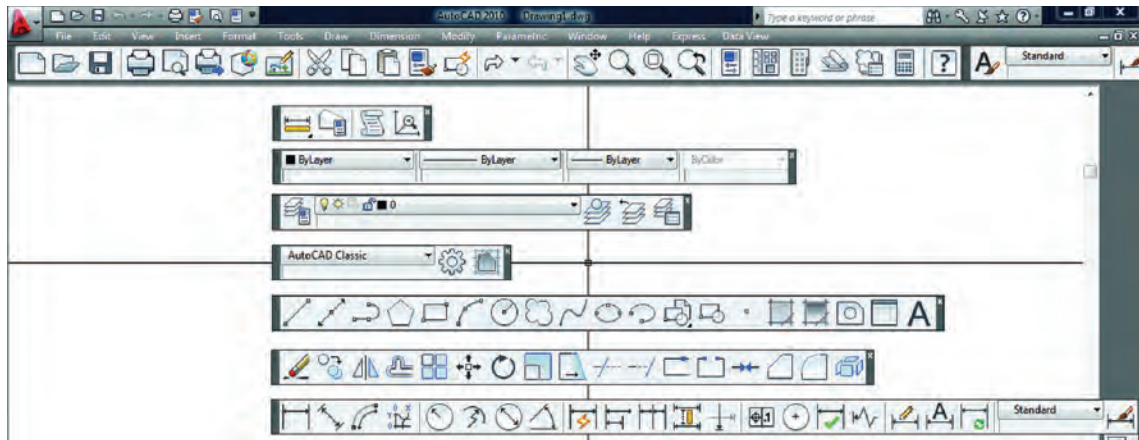 AutoCAD 2010 Drawing1.dwg Type a keyword or phrase
File Edit View Insert Format Tools Draw Dimension Modify Parametric Window Help Express Data View
? A Standard
ByLayer ByLayer ByLayer ByColor
0
AutoCAD Classic
A
.1 A Standard